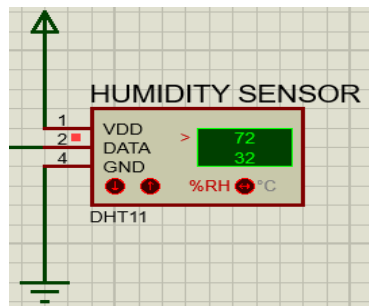 HUMIDITY SENSOR
1 VDD > 72
2 DATA 32
4 GND
%RH °C
DHT11